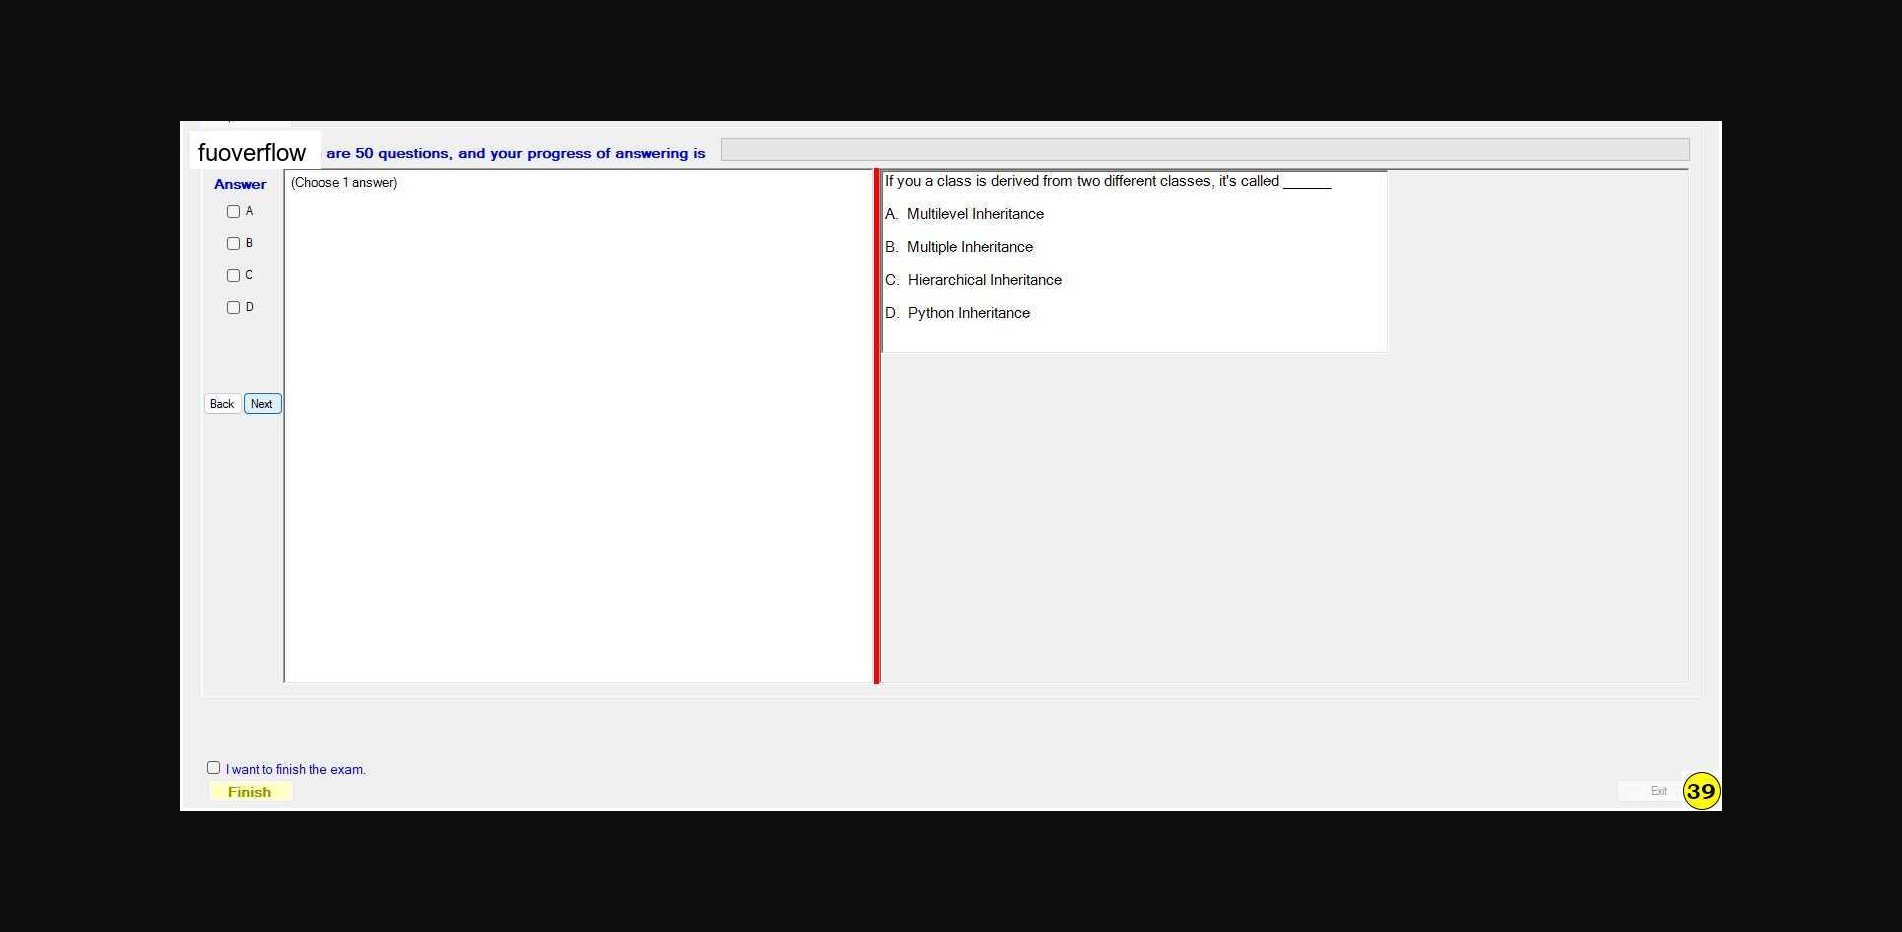 fuoverflow are 50 questions, and your progress of answering is
Answer
(Choose 1 answer)
A
B
C
D
Back Next
If you a class is derived from two different classes, it's called ______
A. Multilevel Inheritance
B. Multiple Inheritance
C. Hierarchical Inheritance
D. Python Inheritance
I want to finish the exam.
Finish
Exit
39